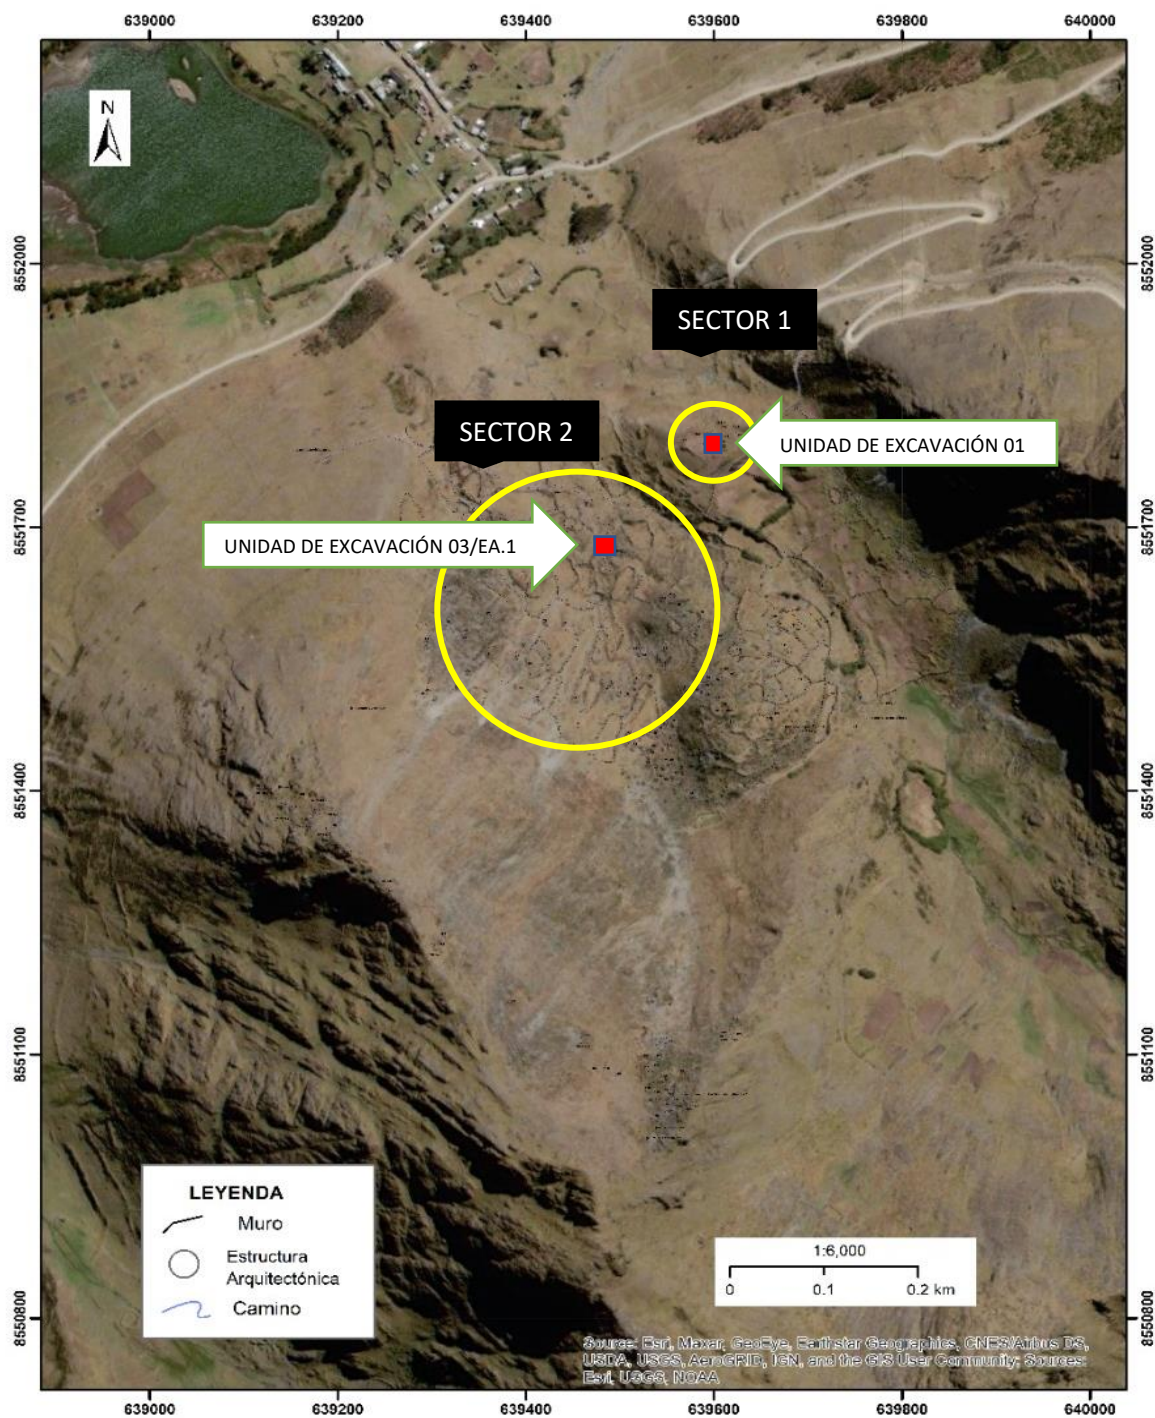 639000 639200 639400 639600 639800 640000
N
8552000 8552000
SECTOR 1
SECTOR 2
UNIDAD DE EXCAVACIÓN 01
8551700 8551700
UNIDAD DE EXCAVACIÓN 03/EA.1
8551400 8551400
8551100 8551100
LEYENDA
Muro
Estructura
Arquitectónica
Camino
1:6,000
0 0.1 0.2 km
8550800 8550800
Source: Esri, Maxar, GeoEye, Earthstar Geographics, CNES/Airbus DS,
USDA, USGS, AeroGRID, IGN, and the GIS User Community; Sources:
Esri, USGS, NOAA
639000 639200 639400 639600 639800 640000